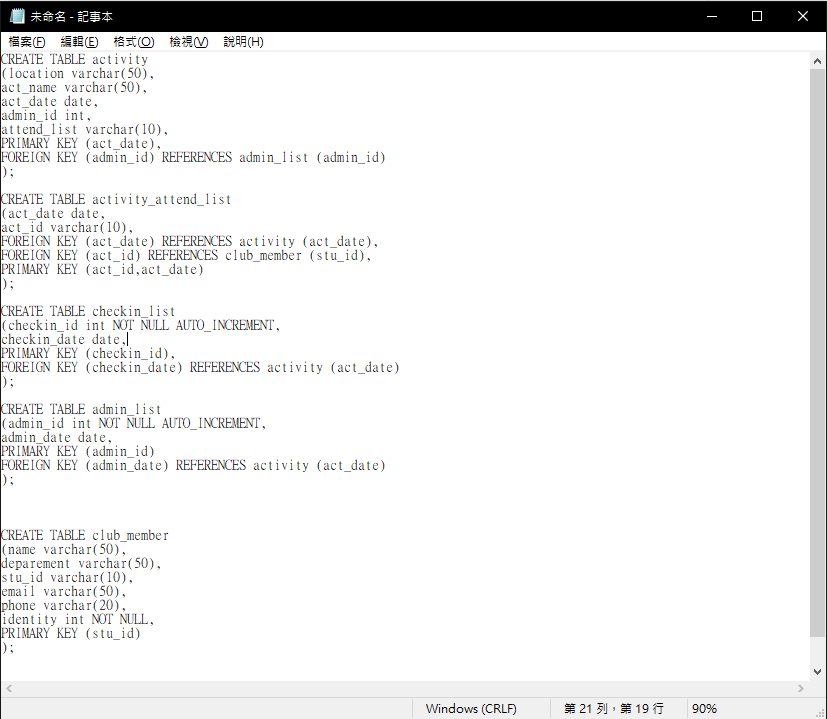 未命名 - 記事本
檔案(F) 編輯(E) 格式(O) 檢視(V) 說明(H)
CREATE TABLE activity
(location varchar(50),
act_name varchar(50),
act_date date,
admin_id int,
attend_list varchar(10),
PRIMARY KEY (act_date),
FOREIGN KEY (admin_id) REFERENCES admin_list (admin_id)
);
CREATE TABLE activity_attend_list
(act_date date,
act_id varchar(10),
FOREIGN KEY (act_date) REFERENCES activity (act_date),
FOREIGN KEY (act_id) REFERENCES club_member (stu_id),
PRIMARY KEY (act_id,act_date)
);
CREATE TABLE checkin_list
(checkin_id int NOT NULL AUTO_INCREMENT,
checkin_date date,
PRIMARY KEY (checkin_id),
FOREIGN KEY (checkin_date) REFERENCES activity (act_date)
);
CREATE TABLE admin_list
(admin_id int NOT NULL AUTO_INCREMENT,
admin_date date,
PRIMARY KEY (admin_id)
FOREIGN KEY (admin_date) REFERENCES activity (act_date)
);
CREATE TABLE club_member
(name varchar(50),
deparement varchar(50),
stu_id varchar(10),
email varchar(50),
phone varchar(20),
identity int NOT NULL,
PRIMARY KEY (stu_id)
);
Windows (CRLF) 第 21 列，第 19 行 90%